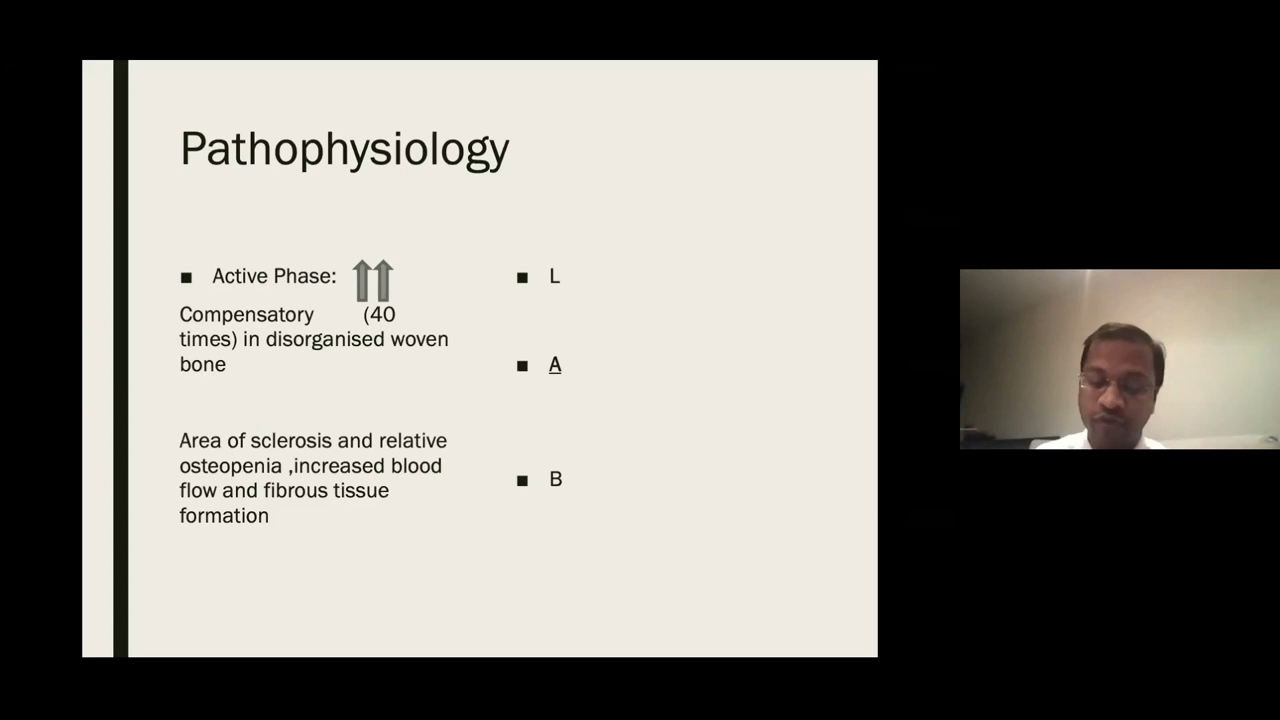 Pathophysiology
Active Phase:
Compensatory (40
times) in disorganised woven
bone
Area of sclerosis and relative
osteopenia ,increased blood
flow and fibrous tissue
formation
L
A
B